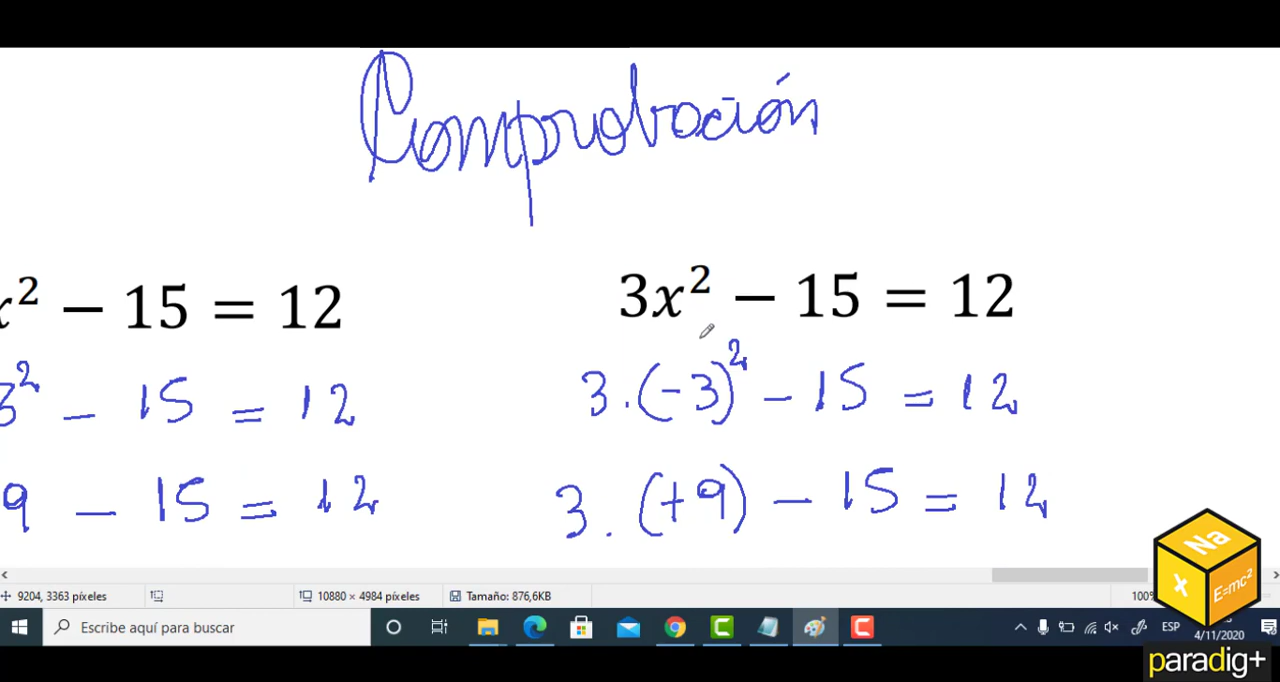 Comprobación
x² − 15 = 12
3x² − 15 = 12
3² − 15 = 12
3.(−3)² − 15 = 12
9 − 15 = 12
3.(+9) − 15 = 12
9204, 3363 píxeles
10880 × 4984 píxeles
Tamaño: 876,6KB
100%
Escribe aquí para buscar
ESP
4/11/2020
Na
X
E=mc²
paradig+